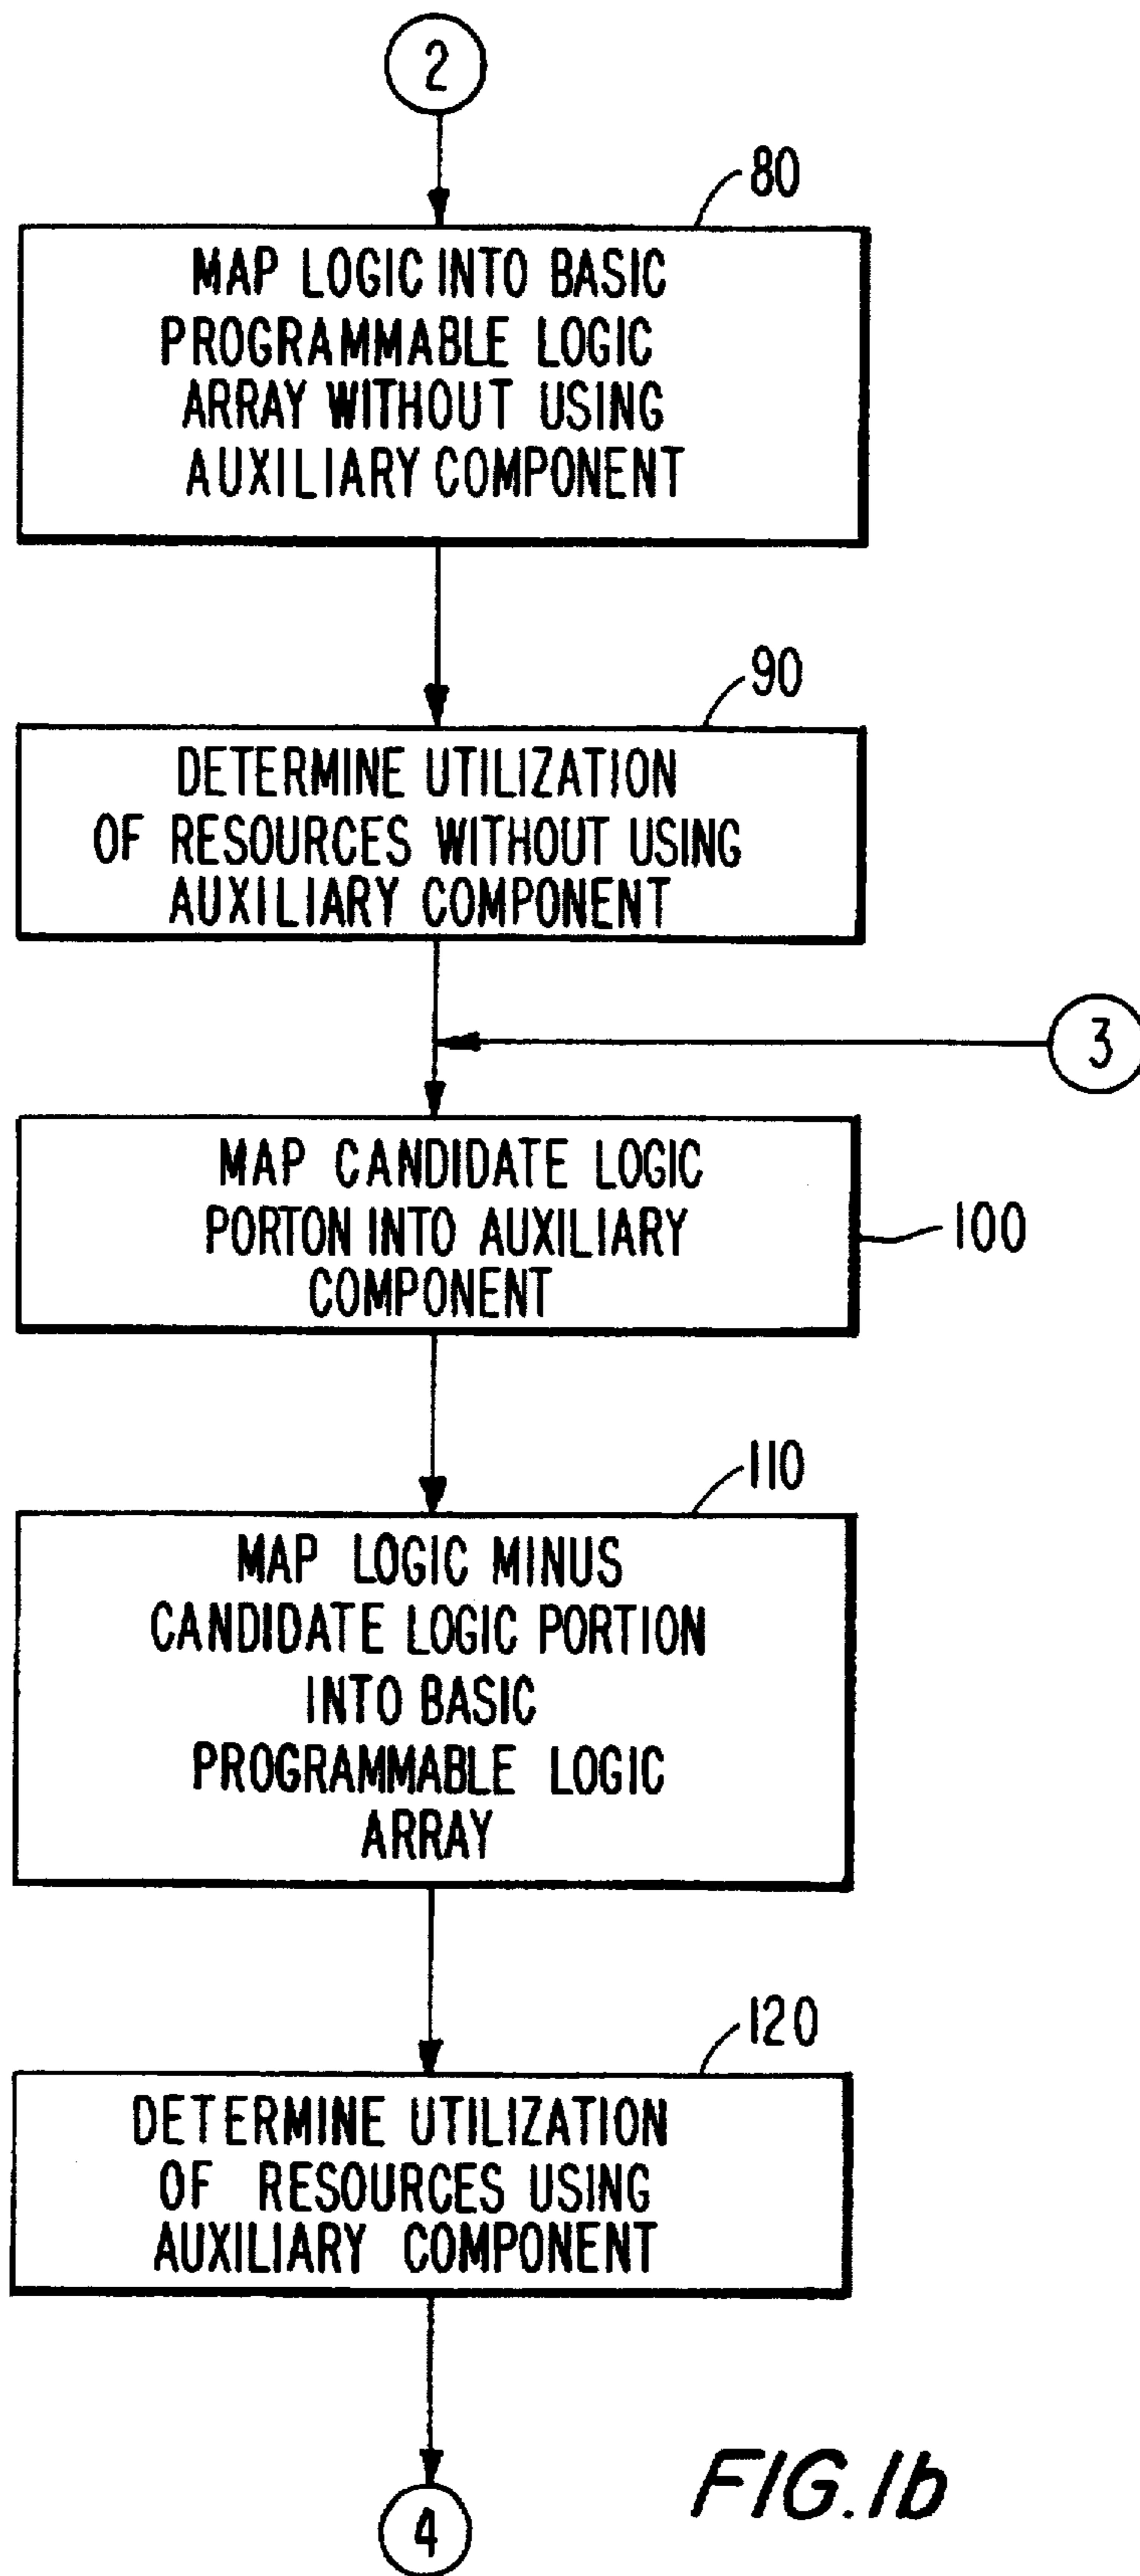 2
80
MAP LOGIC INTO BASIC
PROGRAMMABLE LOGIC
ARRAY WITHOUT USING
AUXILIARY COMPONENT
90
DETERMINE UTILIZATION
OF RESOURCES WITHOUT USING
AUXILIARY COMPONENT
3
MAP CANDIDATE LOGIC
PORTON INTO AUXILIARY
COMPONENT
100
110
MAP LOGIC MINUS
CANDIDATE LOGIC PORTION
INTO BASIC
PROGRAMMABLE LOGIC
ARRAY
120
DETERMINE UTILIZATION
OF RESOURCES USING
AUXILIARY COMPONENT
4
FIG.1b